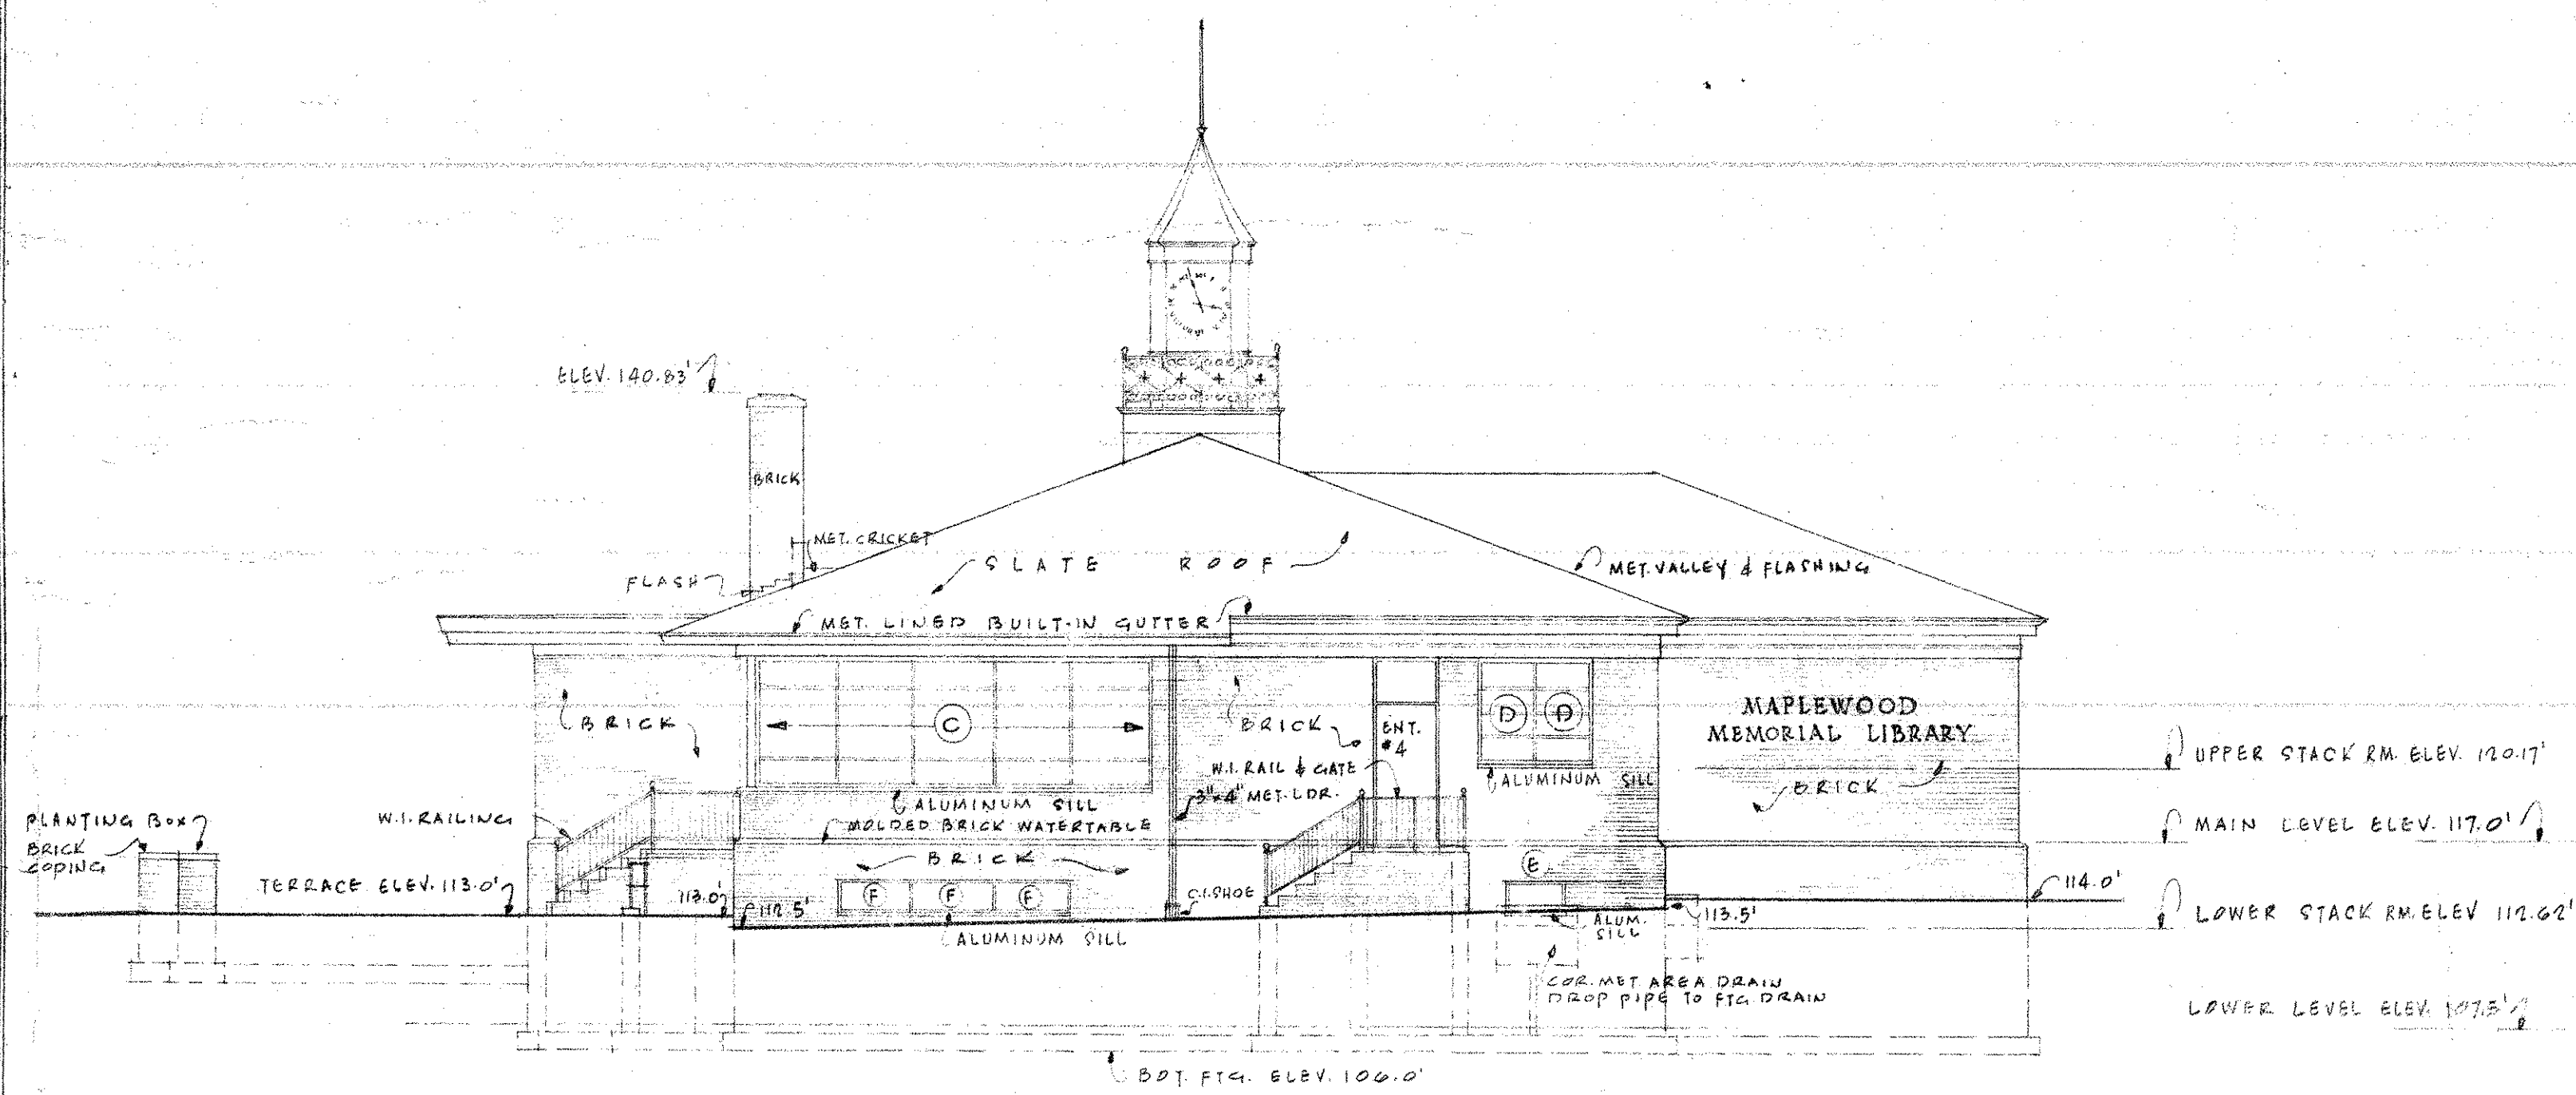 ELEV. 140.83'
BRICK
MET. CRICKET
FLASH
SLATE ROOF
MET. VALLEY & FLASHING
MET. LINED BUILT-IN GUTTER
BRICK
C
BRICK
ENT.
#4
D D
MAPLEWOOD
MEMORIAL LIBRARY
UPPER STACK RM. ELEV. 120.17'
W.I. RAIL & GATE
ALUMINUM SILL
BRICK
ALUMINUM SILL
3"x4" MET. LDR.
PLANTING BOX
BRICK
COPING
W.I. RAILING
MOLDED BRICK WATERTABLE
MAIN LEVEL ELEV. 117.0'
BRICK
E
TERRACE ELEV. 113.0'
113.0'
112.5'
F F F
C.I. SHOE
114.0'
ALUM.
SILL
113.5'
LOWER STACK RM. ELEV 112.62'
ALUMINUM SILL
COR. MET. AREA DRAIN
DROP PIPE TO FTG. DRAIN
LOWER LEVEL ELEV. 107.5'
BOT. FTG. ELEV. 106.0'